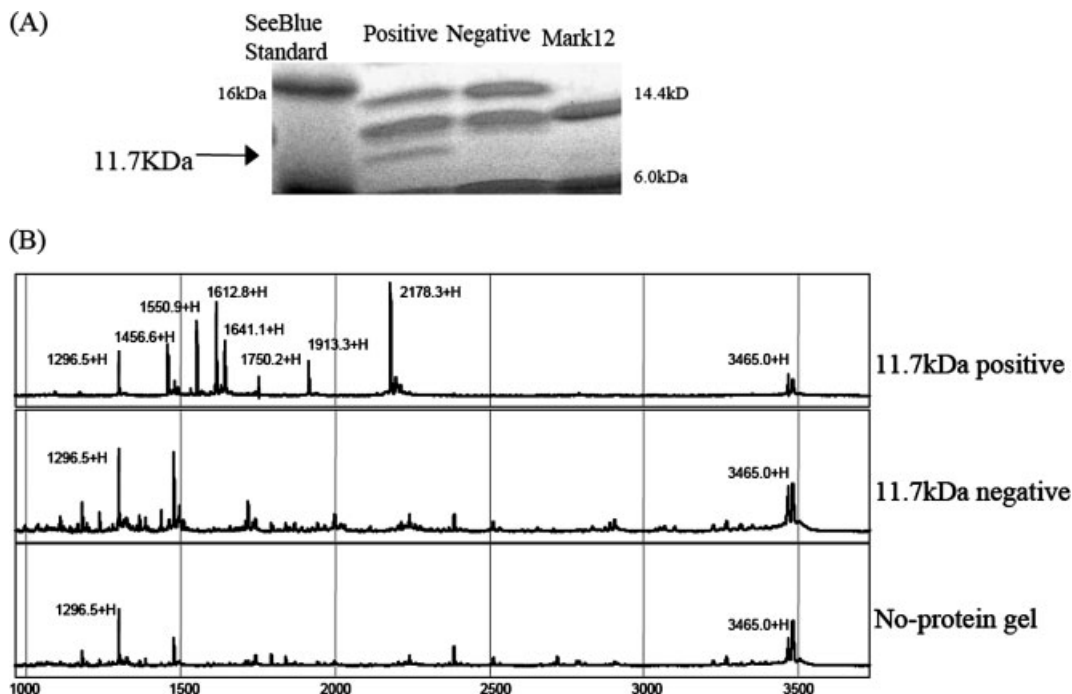 (A)
SeeBlue
Standard
Positive Negative Mark12
16kDa
14.4kD
11.7KDa
6.0kDa
(B)
1612.8+H
2178.3+H
1550.9+H
1456.6+H
1641.1+H
1913.3+H
1296.5+H
1750.2+H
3465.0+H
11.7kDa positive
1296.5+H
3465.0+H
11.7kDa negative
1296.5+H
3465.0+H
No-protein gel
1000 1500 2000 2500 3000 3500